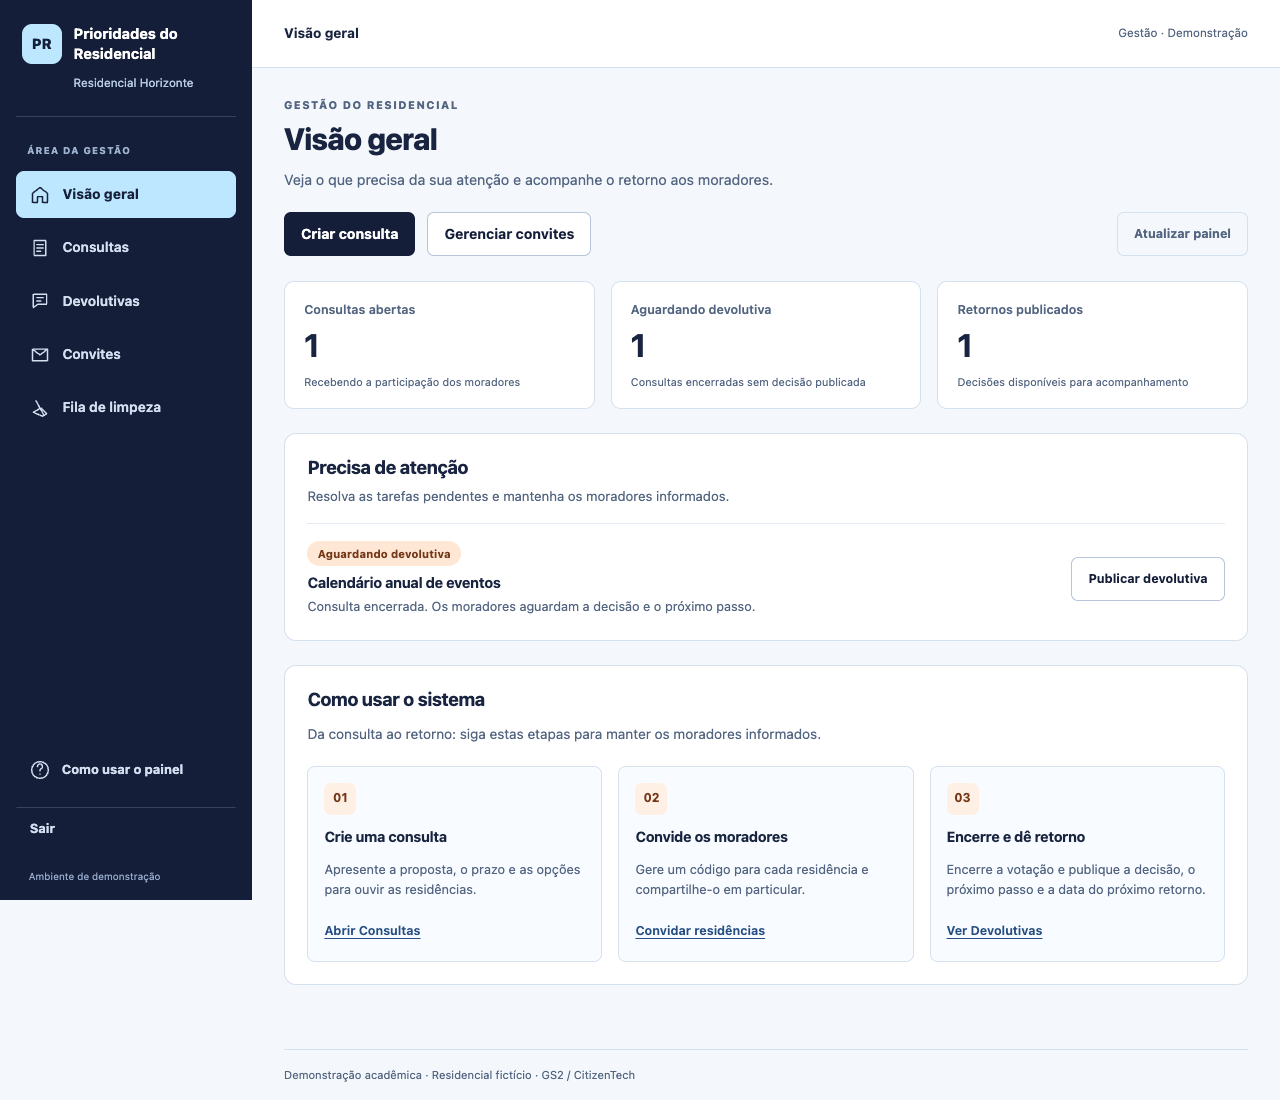 PR
Prioridades do
Residencial
Residencial Horizonte
ÁREA DA GESTÃO
Visão geral
Consultas
Devolutivas
Convites
Fila de limpeza
Como usar o painel
Sair
Ambiente de demonstração
Visão geral
Gestão · Demonstração
GESTÃO DO RESIDENCIAL
Visão geral
Veja o que precisa da sua atenção e acompanhe o retorno aos moradores.
Criar consulta
Gerenciar convites
Atualizar painel
Consultas abertas
1
Recebendo a participação dos moradores
Aguardando devolutiva
1
Consultas encerradas sem decisão publicada
Retornos publicados
1
Decisões disponíveis para acompanhamento
Precisa de atenção
Resolva as tarefas pendentes e mantenha os moradores informados.
Aguardando devolutiva
Calendário anual de eventos
Consulta encerrada. Os moradores aguardam a decisão e o próximo passo.
Publicar devolutiva
Como usar o sistema
Da consulta ao retorno: siga estas etapas para manter os moradores informados.
01
Crie uma consulta
Apresente a proposta, o prazo e as opções
para ouvir as residências.
Abrir Consultas
02
Convide os moradores
Gere um código para cada residência e
compartilhe-o em particular.
Convidar residências
03
Encerre e dê retorno
Encerre a votação e publique a decisão, o
próximo passo e a data do próximo retorno.
Ver Devolutivas
Demonstração acadêmica · Residencial fictício · GS2 / CitizenTech